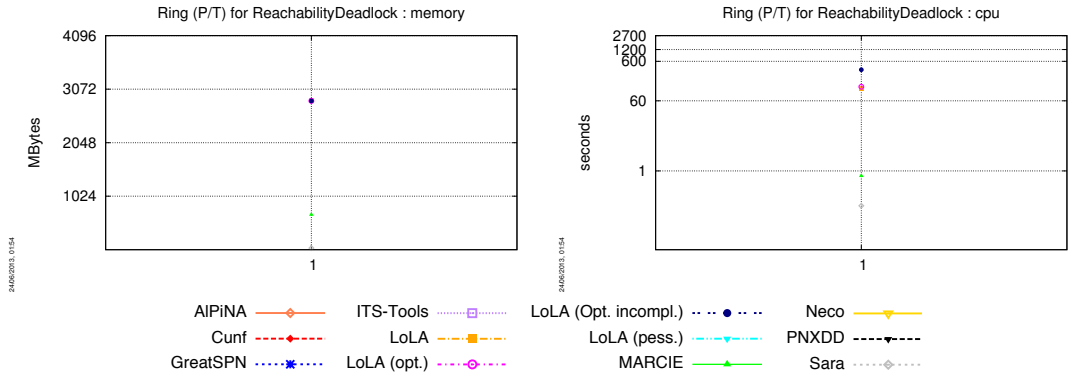 Ring (P/T) for ReachabilityDeadlock : memory
4096
3072
2048
1024
MBytes
1
24/06/2013, 01:54
Ring (P/T) for ReachabilityDeadlock : cpu
2700
1200
600
60
1
seconds
1
24/06/2013, 01:54
AlPiNA
ITS-Tools
LoLA (Opt. incompl.)
Neco
Cunf
LoLA
LoLA (pess.)
PNXDD
GreatSPN
LoLA (opt.)
MARCIE
Sara